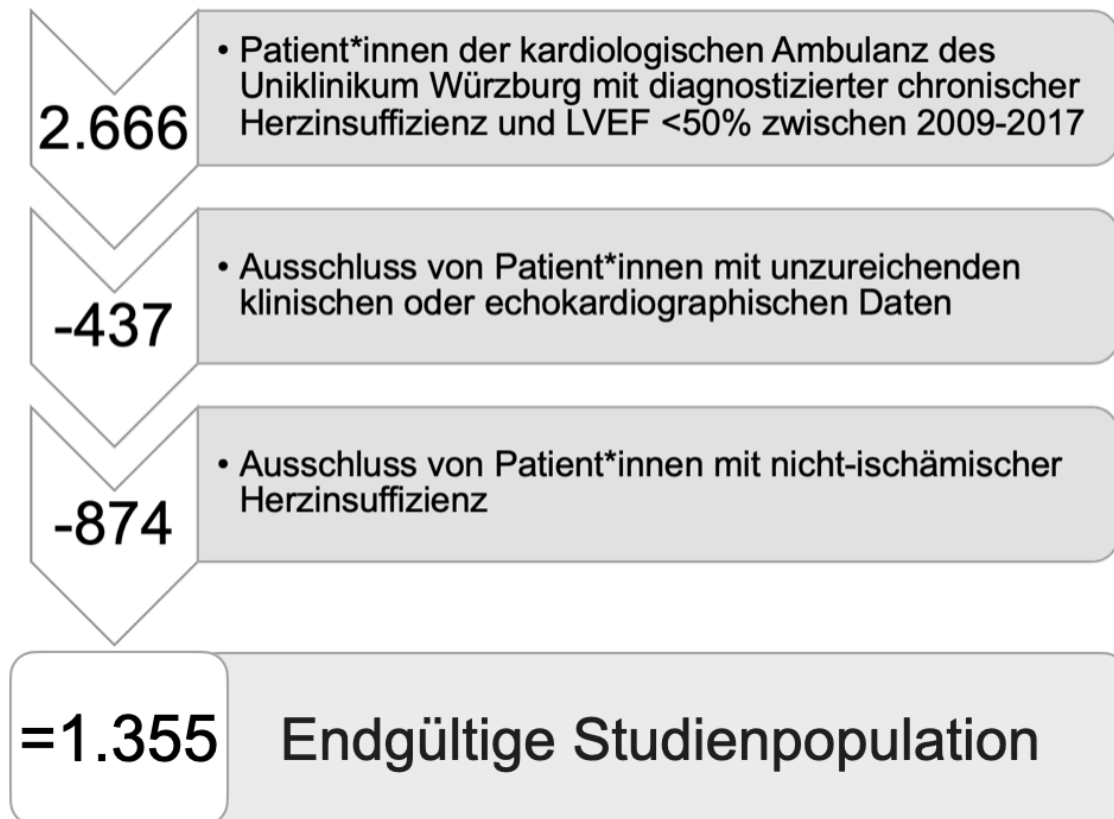 2.666
• Patient*innen der kardiologischen Ambulanz des
Uniklinikum Würzburg mit diagnostizierter chronischer
Herzinsuffizienz und LVEF <50% zwischen 2009-2017
-437
• Ausschluss von Patient*innen mit unzureichenden
klinischen oder echokardiographischen Daten
-874
• Ausschluss von Patient*innen mit nicht-ischämischer
Herzinsuffizienz
=1.355
Endgültige Studienpopulation